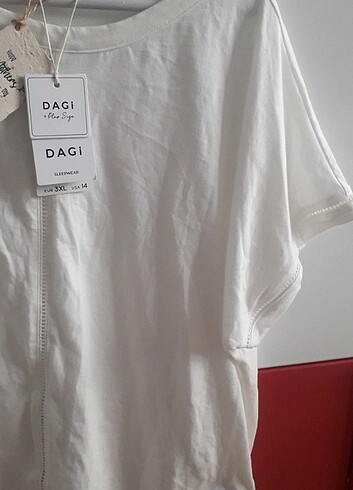 DAGi
+ Plus Size
DAGi
SLEEPWEAR
EUR 3XL USA 14